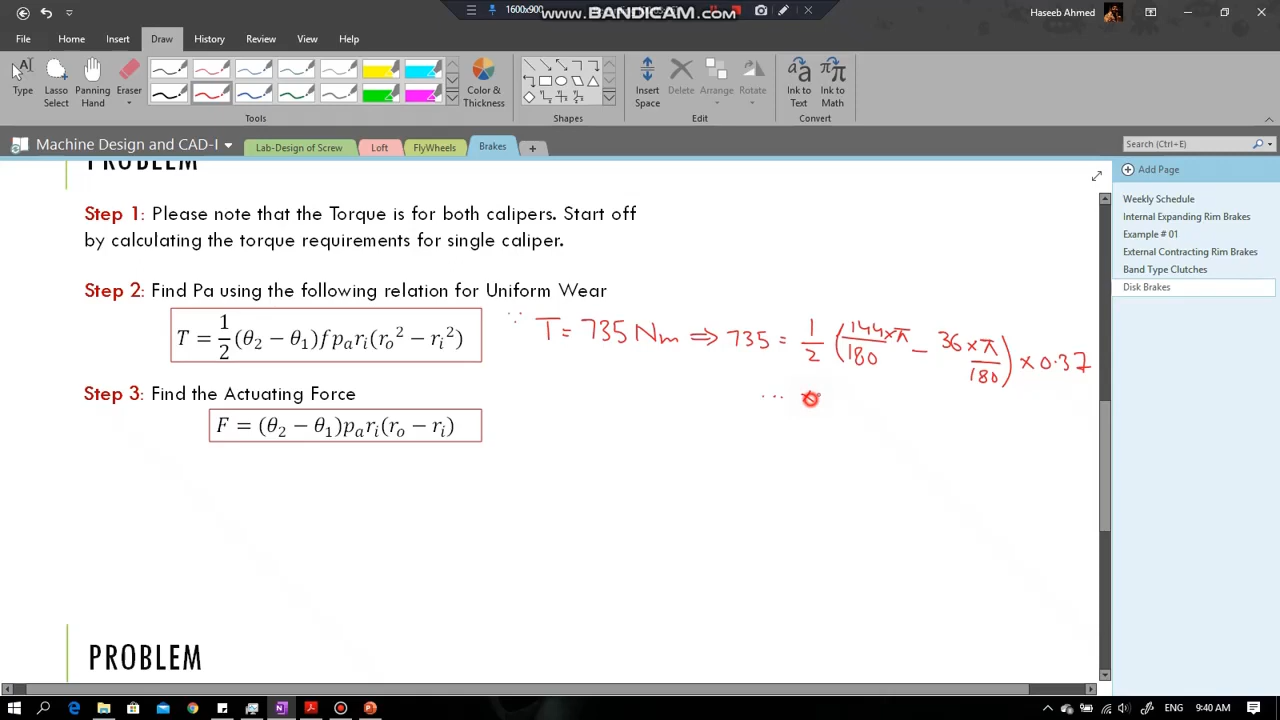 1600x900
www.BANDICAM.com
Haseeb Ahmed
File Home Insert Draw History Review View Help
Type
Lasso Select
Panning Hand
Eraser
Color & Thickness
Insert Space
Delete
Arrange
Rotate
Ink to Text
Ink to Math
Tools
Shapes
Edit
Convert
Machine Design and CAD-I
Lab-Design of Screw
Loft
FlyWheels
Brakes
Search (Ctrl+E)
Add Page
Weekly Schedule
Internal Expanding Rim Brakes
Example # 01
External Contracting Rim Brakes
Band Type Clutches
Disk Brakes
PROBLEM
Step 1: Please note that the Torque is for both calipers. Start off
by calculating the torque requirements for single caliper.
Step 2: Find Pa using the following relation for Uniform Wear
T = 1/2 (θ₂ − θ₁)fpₐrᵢ(rₒ² − rᵢ²)
∵ T = 735 Nm ⇒ 735 = 1/2 (144×π/180 − 36×π/180) × 0.37
...
Step 3: Find the Actuating Force
F = (θ₂ − θ₁)pₐrᵢ(rₒ − rᵢ)
PROBLEM
ENG 9:40 AM